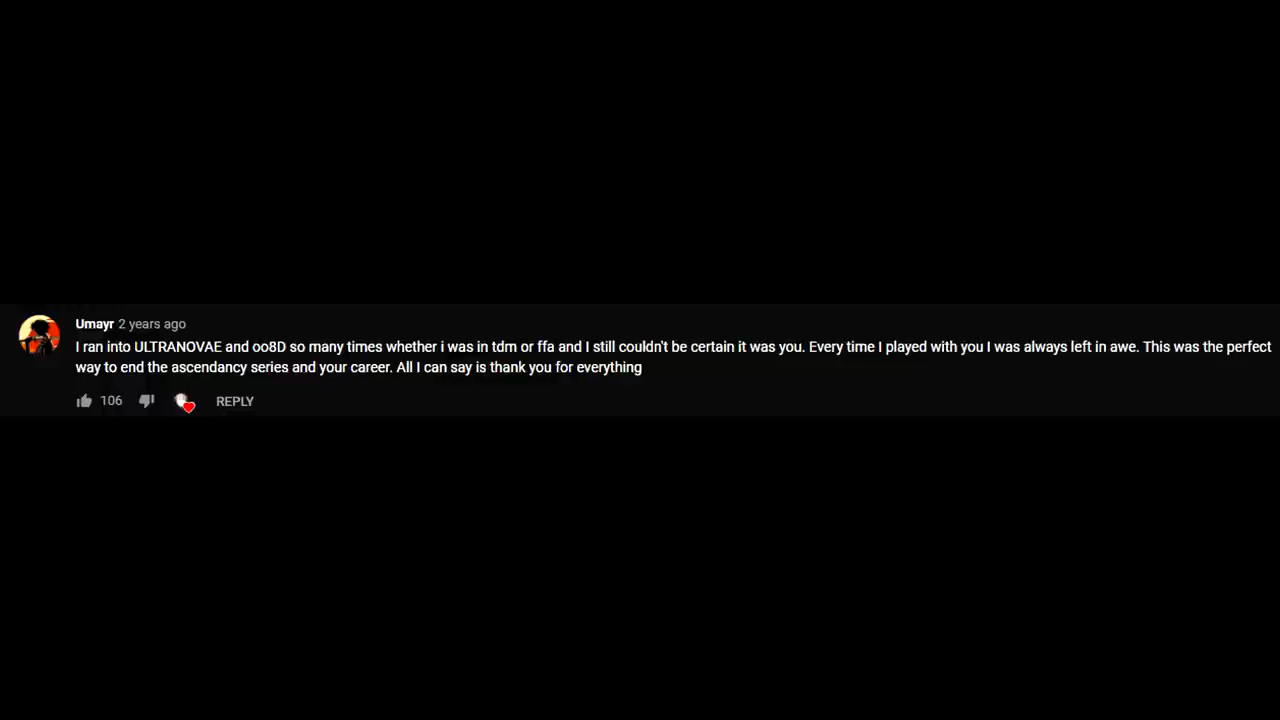 Umayr 2 years ago
I ran into ULTRANOVAE and oo8D so many times whether i was in tdm or ffa and I still couldn't be certain it was you. Every time I played with you I was always left in awe. This was the perfect
way to end the ascendancy series and your career. All I can say is thank you for everything
106 REPLY